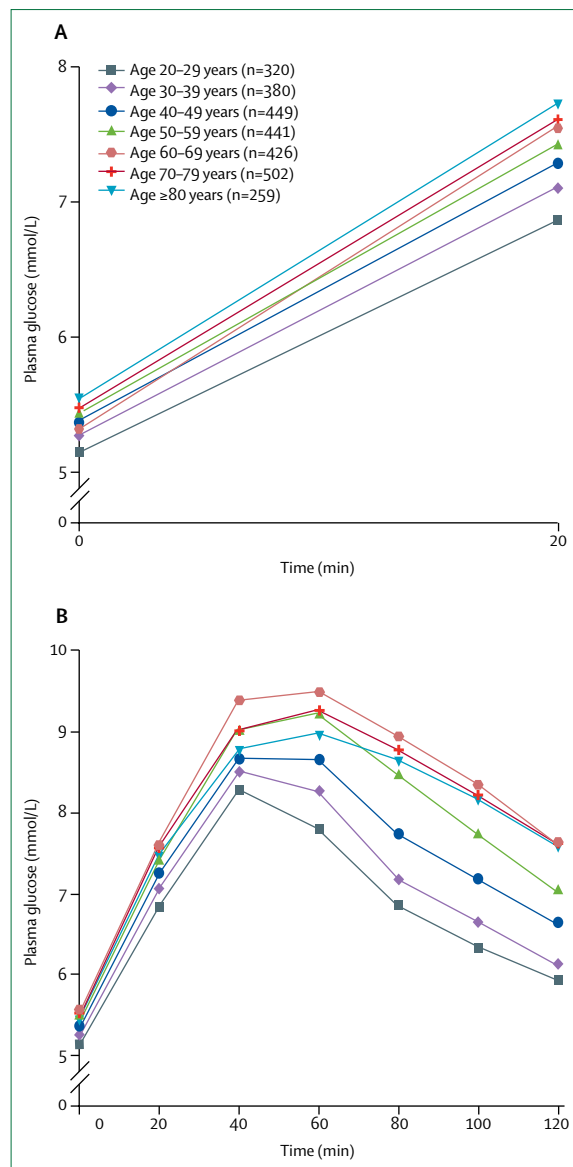 A
8
Age 20–29 years (n=320)
Age 30–39 years (n=380)
Age 40–49 years (n=449)
Age 50–59 years (n=441)
Age 60–69 years (n=426)
Age 70–79 years (n=502)
Age ≥80 years (n=259)
7
Plasma glucose (mmol/L)
6
5
0
0 20
Time (min)
B
10
9
8
Plasma glucose (mmol/L)
7
6
5
0
0 20 40 60 80 100 120
Time (min)